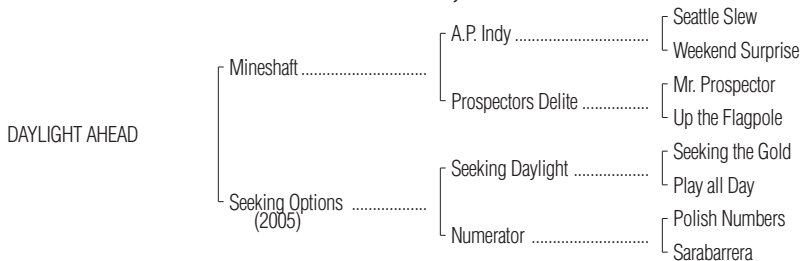 Seattle Slew
A.P. Indy ................................
Weekend Surprise
Mineshaft ..............................
Mr. Prospector
Prospectors Delite ................
Up the Flagpole
DAYLIGHT AHEAD
Seeking the Gold
Seeking Daylight ..................
Play all Day
Seeking Options ..................
(2005)
Polish Numbers
Numerator ............................
Sarabarrera